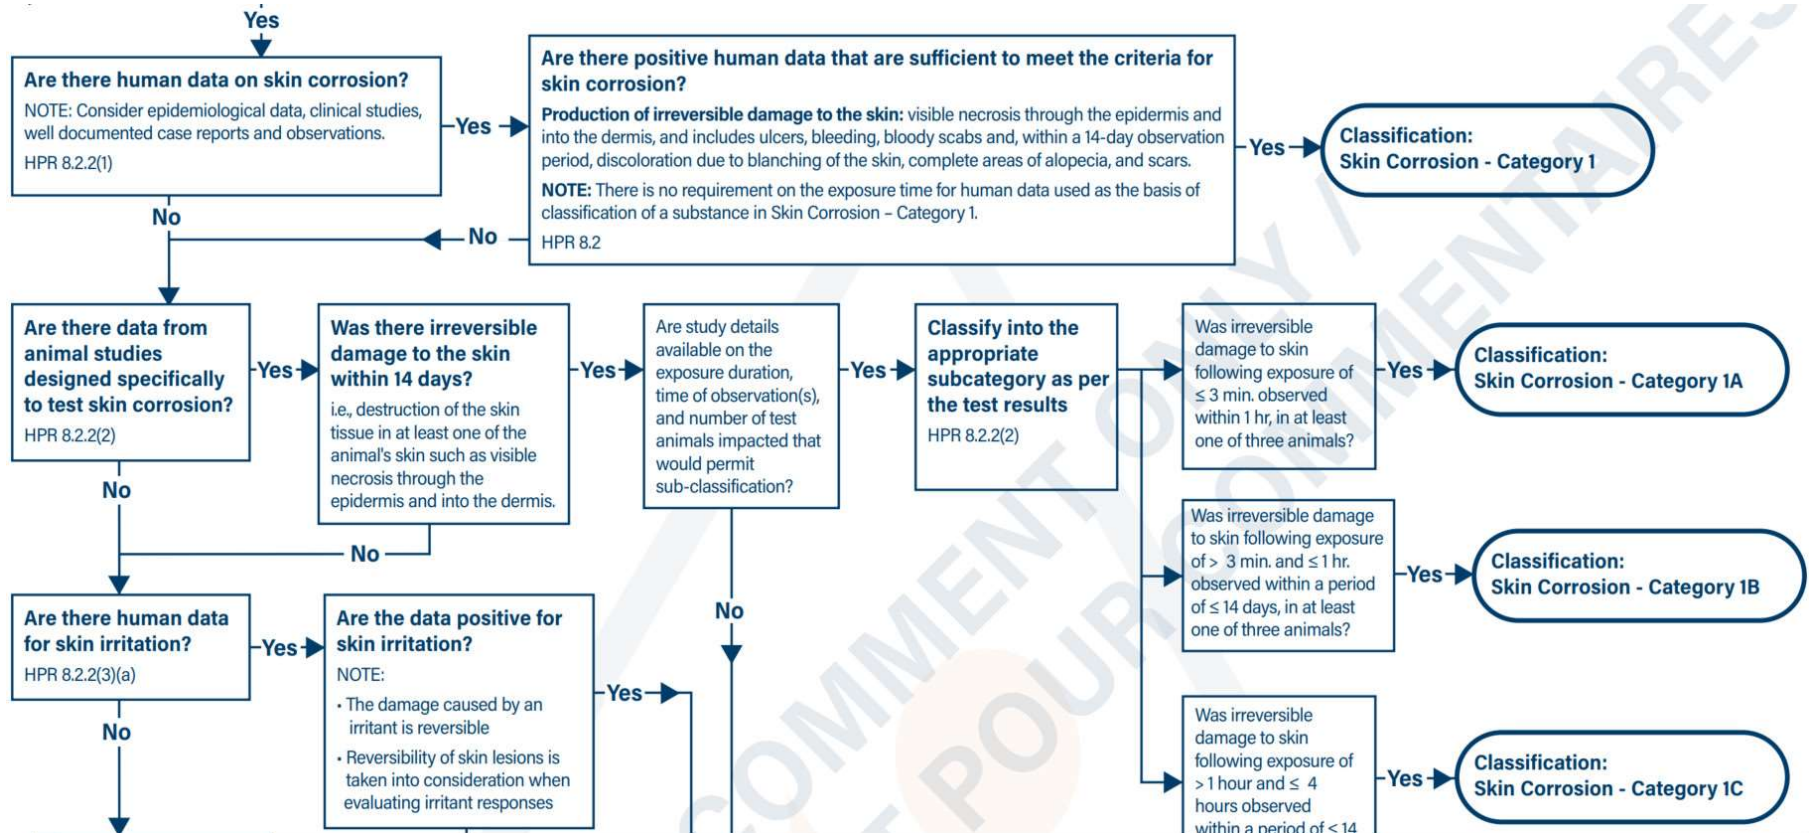 Yes
Are there human data on skin corrosion?
NOTE: Consider epidemiological data, clinical studies,
well documented case reports and observations.
HPR 8.2.2(1)
Yes
Are there positive human data that are sufficient to meet the criteria for
skin corrosion?
Production of irreversible damage to the skin: visible necrosis through the epidermis and
into the dermis, and includes ulcers, bleeding, bloody scabs and, within a 14-day observation
period, discoloration due to blanching of the skin, complete areas of alopecia, and scars.
NOTE: There is no requirement on the exposure time for human data used as the basis of
classification of a substance in Skin Corrosion – Category 1.
HPR 8.2
Yes
Classification:
Skin Corrosion - Category 1
No
No
Are there data from
animal studies
designed specifically
to test skin corrosion?
HPR 8.2.2(2)
Yes
Was there irreversible
damage to the skin
within 14 days?
i.e., destruction of the skin
tissue in at least one of the
animal's skin such as visible
necrosis through the
epidermis and into the dermis.
Yes
Are study details
available on the
exposure duration,
time of observation(s),
and number of test
animals impacted that
would permit
sub-classification?
Yes
Classify into the
appropriate
subcategory as per
the test results
HPR 8.2.2(2)
Was irreversible
damage to skin
following exposure of
≤ 3 min. observed
within 1 hr, in at least
one of three animals?
Yes
Classification:
Skin Corrosion - Category 1A
No
No
No
Was irreversible damage
to skin following exposure
of > 3 min. and ≤ 1 hr.
observed within a period
of ≤ 14 days, in at least
one of three animals?
Yes
Classification:
Skin Corrosion - Category 1B
Are there human data
for skin irritation?
HPR 8.2.2(3)(a)
Yes
Are the data positive for
skin irritation?
NOTE:
• The damage caused by an
irritant is reversible
• Reversibility of skin lesions is
taken into consideration when
evaluating irritant responses
Yes
No
Was irreversible
damage to skin
following exposure of
> 1 hour and ≤ 4
hours observed
within a period of ≤ 14
Yes
Classification:
Skin Corrosion - Category 1C
COMMENT ONLY /
POUR COMMENTAIRES